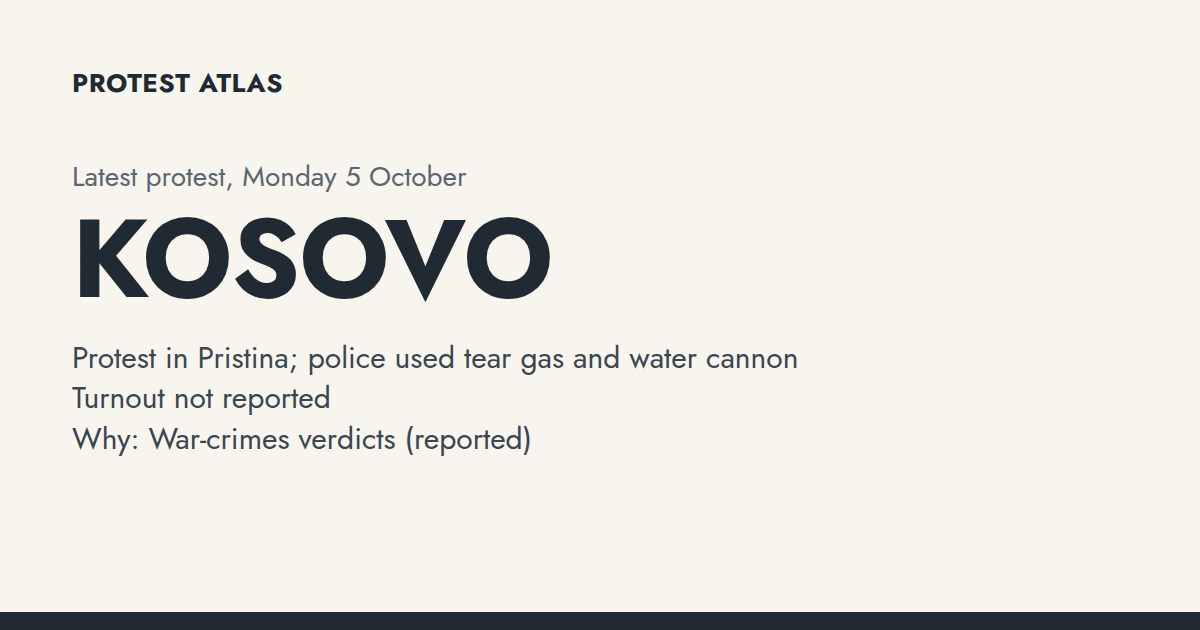 PROTEST ATLAS
Latest protest, Monday 5 October
KOSOVO
Protest in Pristina; police used tear gas and water cannon
Turnout not reported
Why: War-crimes verdicts (reported)